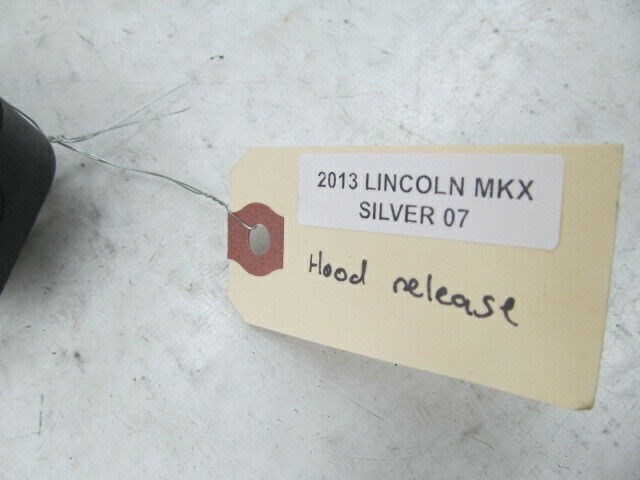 2013 LINCOLN MKX
SILVER 07
Hood release